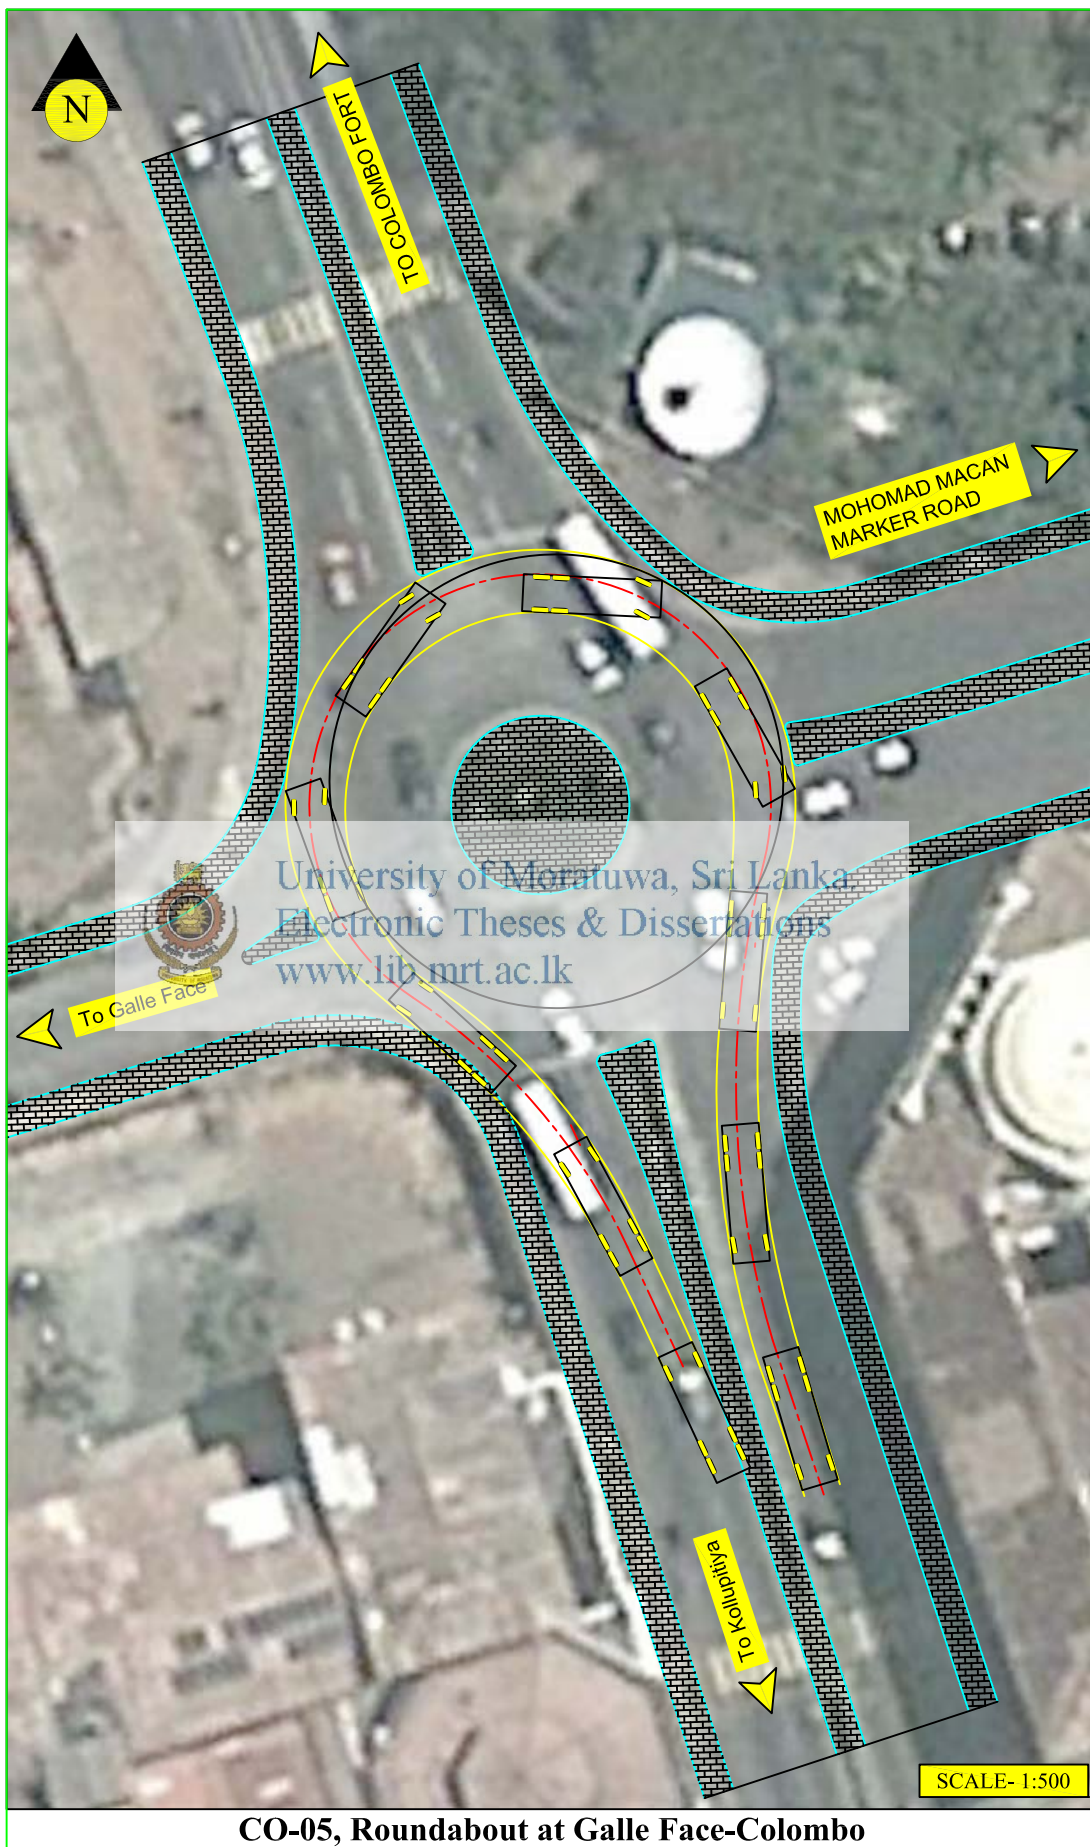 N
TO COLOMBO FORT
MOHOMAD MACAN
MARKER ROAD
University of Moratuwa, Sri Lanka.
Electronic Theses & Dissertations
www.lib.mrt.ac.lk
To Galle Face
To Kollupitiya
SCALE- 1:500
CO-05, Roundabout at Galle Face-Colombo